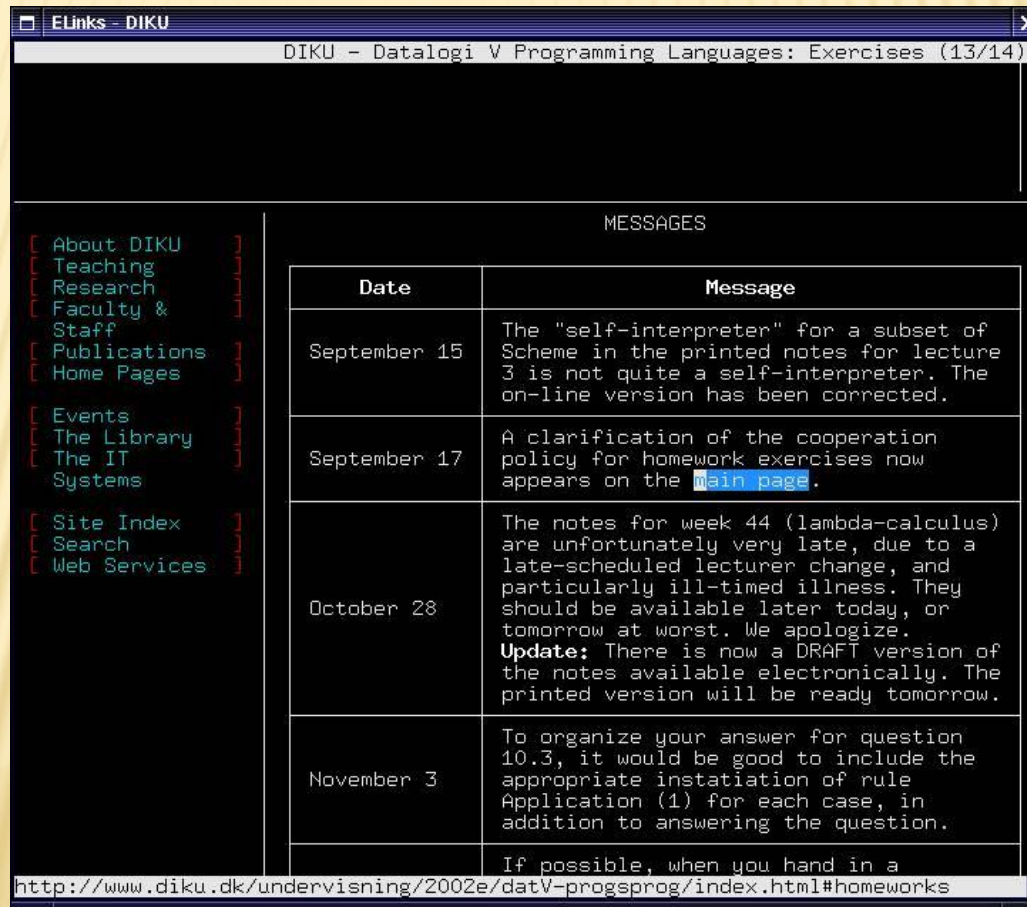 ELinks - DIKU
DIKU - Datalogi V Programming Languages: Exercises (13/14)
[ About DIKU ]
[ Teaching ]
[ Research ]
[ Faculty & ]
Staff
[ Publications ]
[ Home Pages ]
[ Events ]
[ The Library ]
[ The IT ]
Systems
[ Site Index ]
[ Search ]
[ Web Services ]
MESSAGES
Date Message
September 15
The "self-interpreter" for a subset of
Scheme in the printed notes for lecture
3 is not quite a self-interpreter. The
on-line version has been corrected.
September 17
A clarification of the cooperation
policy for homework exercises now
appears on the main page.
October 28
The notes for week 44 (lambda-calculus)
are unfortunately very late, due to a
late-scheduled lecturer change, and
particularly ill-timed illness. They
should be available later today, or
tomorrow at worst. We apologize.
Update: There is now a DRAFT version of
the notes available electronically. The
printed version will be ready tomorrow.
November 3
To organize your answer for question
10.3, it would be good to include the
appropriate instatiation of rule
Application (1) for each case, in
addition to answering the question.
If possible, when you hand in a
http://www.diku.dk/undervisning/2002e/datV-progsprog/index.html#homeworks